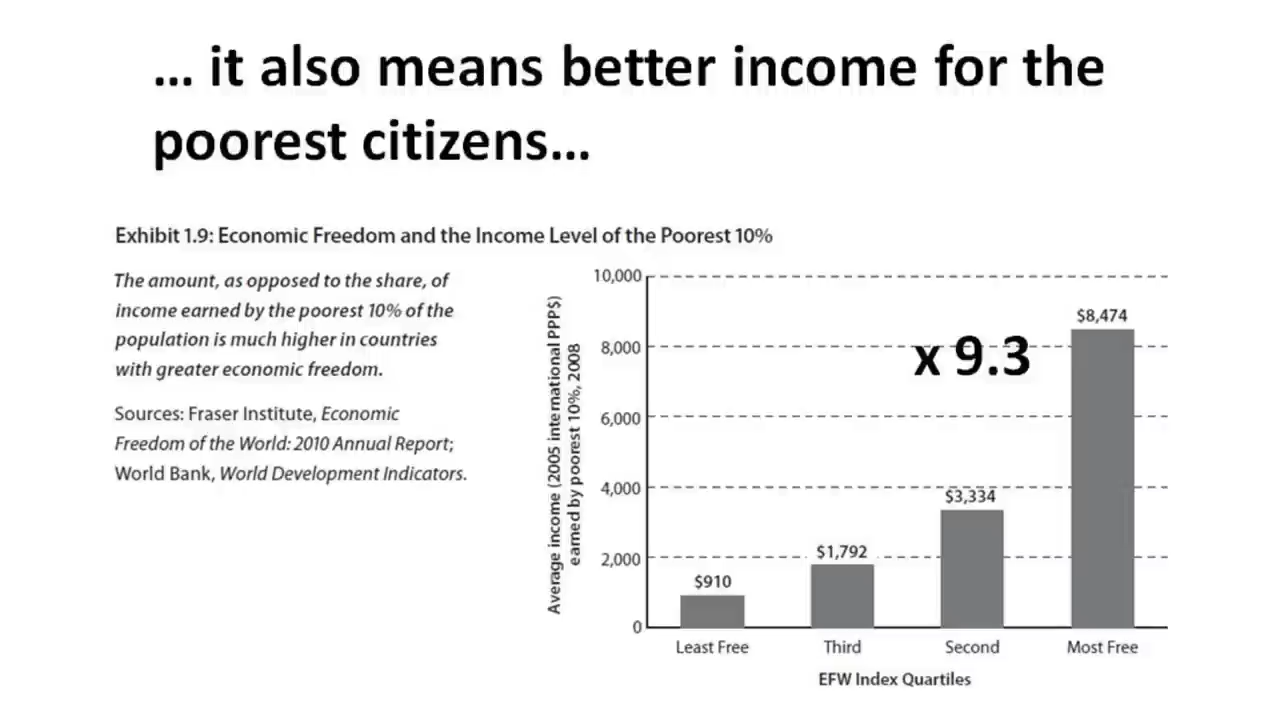 ... it also means better income for the
poorest citizens...
Exhibit 1.9: Economic Freedom and the Income Level of the Poorest 10%
The amount, as opposed to the share, of
income earned by the poorest 10% of the
population is much higher in countries
with greater economic freedom.
Sources: Fraser Institute, Economic
Freedom of the World: 2010 Annual Report;
World Bank, World Development Indicators.
Average income (2005 international PPP$)
earned by poorest 10%, 2008
10,000
8,000
6,000
4,000
2,000
0
$910
$1,792
$3,334
$8,474
x 9.3
Least Free
Third
Second
Most Free
EFW Index Quartiles